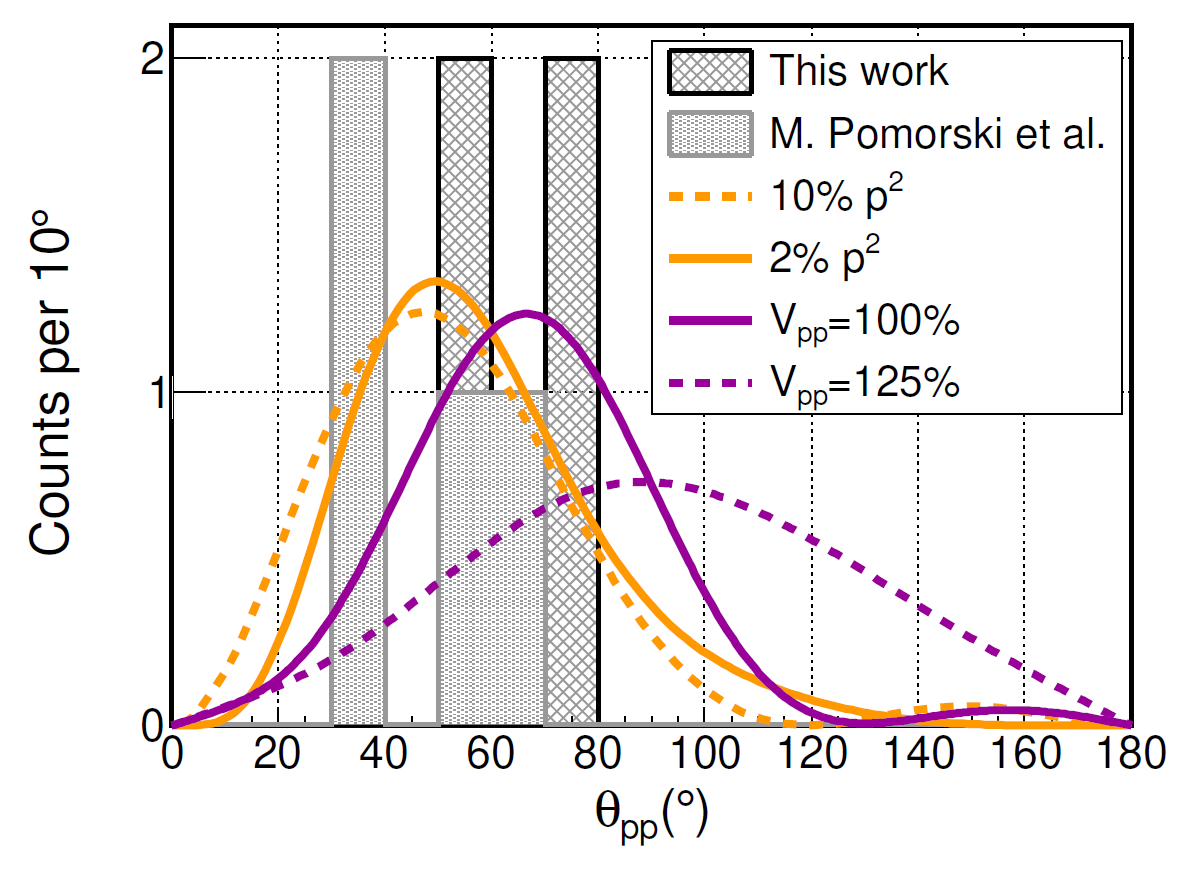 Counts per 10°
2
1
0
This work
M. Pomorski et al.
10% p²
2% p²
Vpp=100%
Vpp=125%
0 20 40 60 80 100 120 140 160 180
θpp(°)